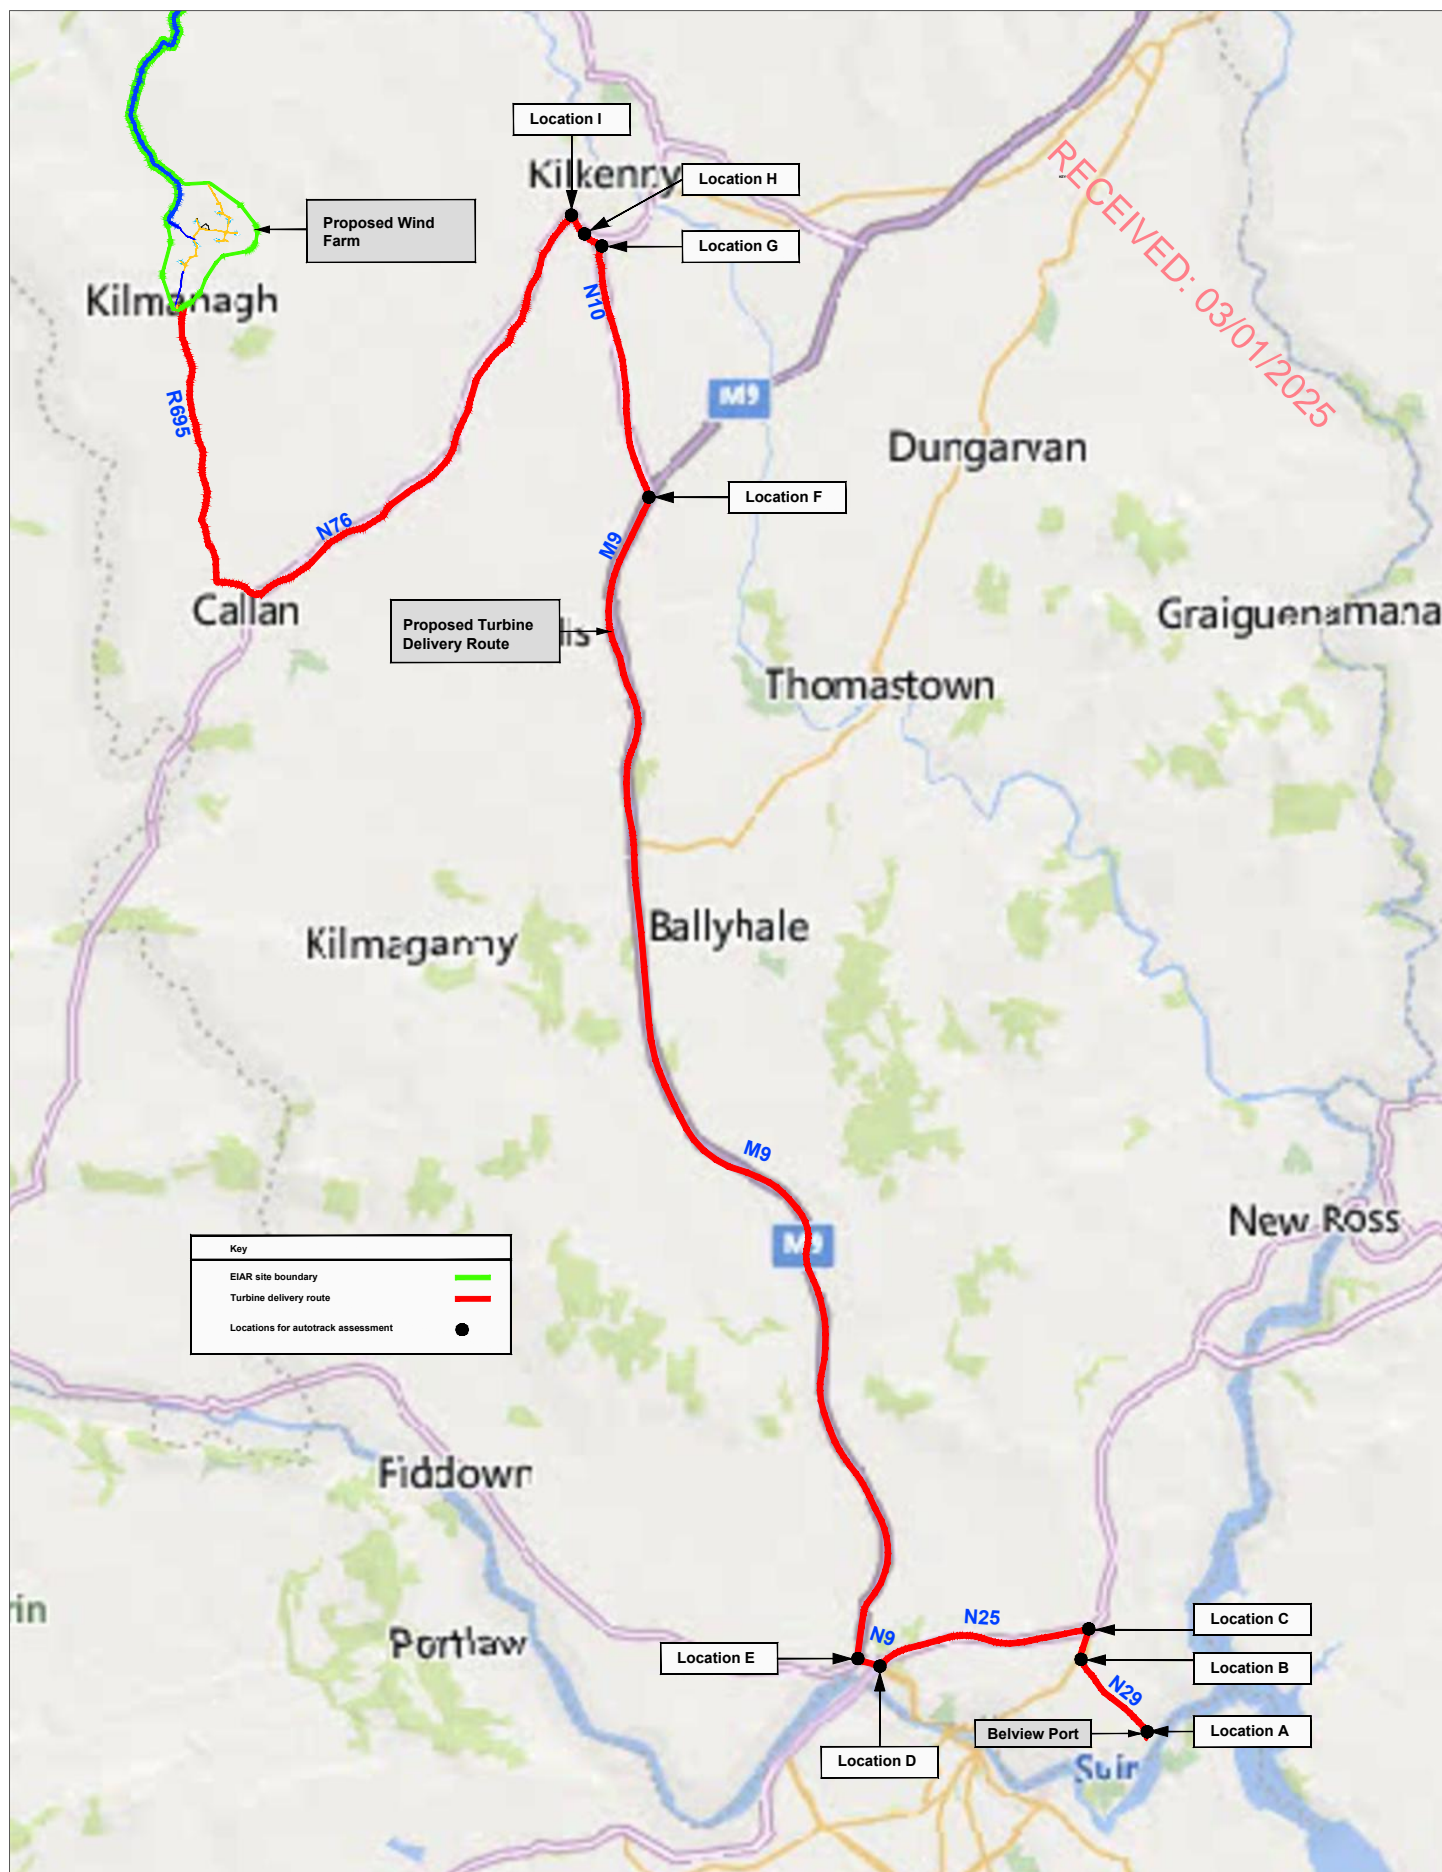 Location I
Kilkenny
Location H
Location G
Proposed Wind
Farm
RECEIVED: 03/01/2025
Kilmanagh
N10
M9
R695
Dungarvan
Location F
N76
M9
Callan
Graiguenamana
Proposed Turbine
Delivery Route
lis
Thomastown
Ballyhale
Kilmaganny
M9
M9
New Ross
Key
EIAR site boundary
Turbine delivery route
Locations for autotrack assessment
Fiddown
rin
Portlaw
N25
Location C
N9
Location E
Location B
N29
Belview Port
Location A
Location D
Suir